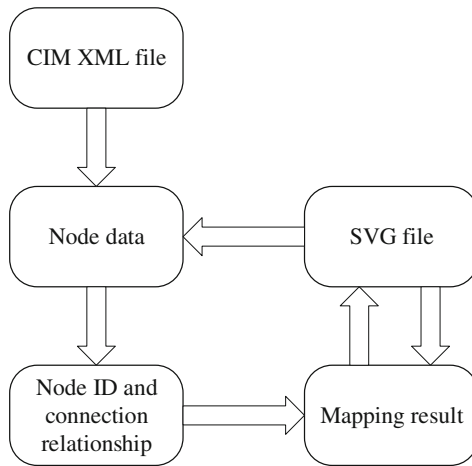 CIM XML file
Node data
SVG file
Node ID and
connection
relationship
Mapping result